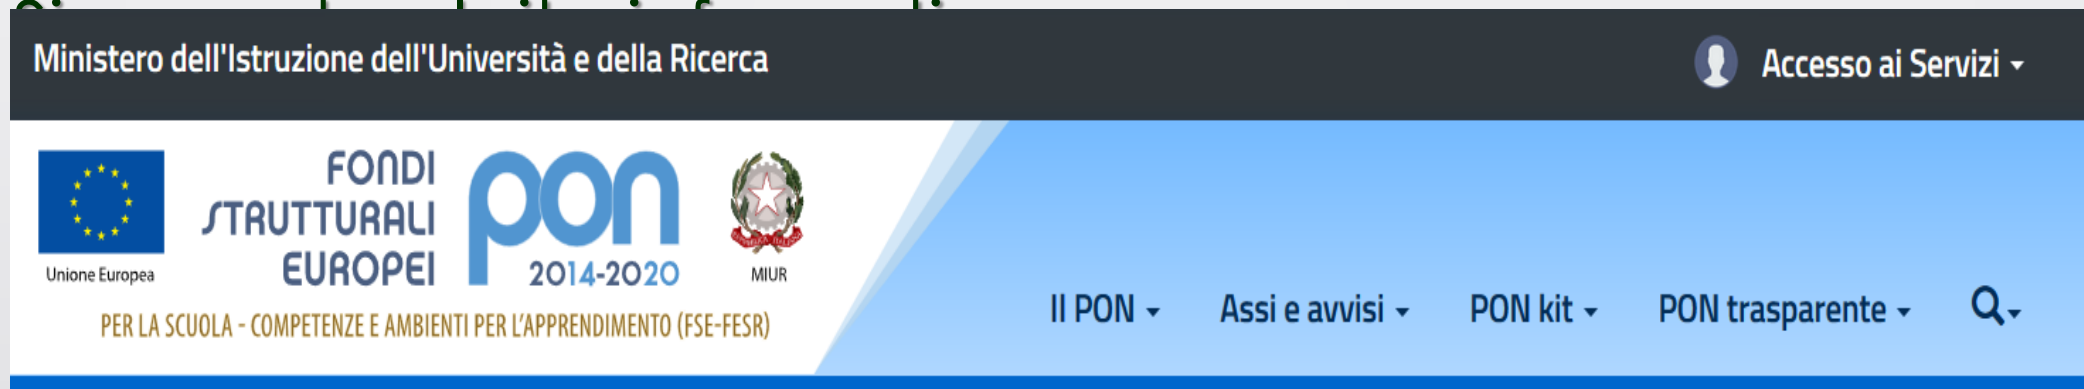 Ministero dell'Istruzione dell'Università e della Ricerca
Accesso ai Servizi
FONDI
STRUTTURALI
EUROPEI
pon
2014-2020
Unione Europea
MIUR
PER LA SCUOLA - COMPETENZE E AMBIENTI PER L'APPRENDIMENTO (FSE-FESR)
Il PON
Assi e avvisi
PON kit
PON trasparente